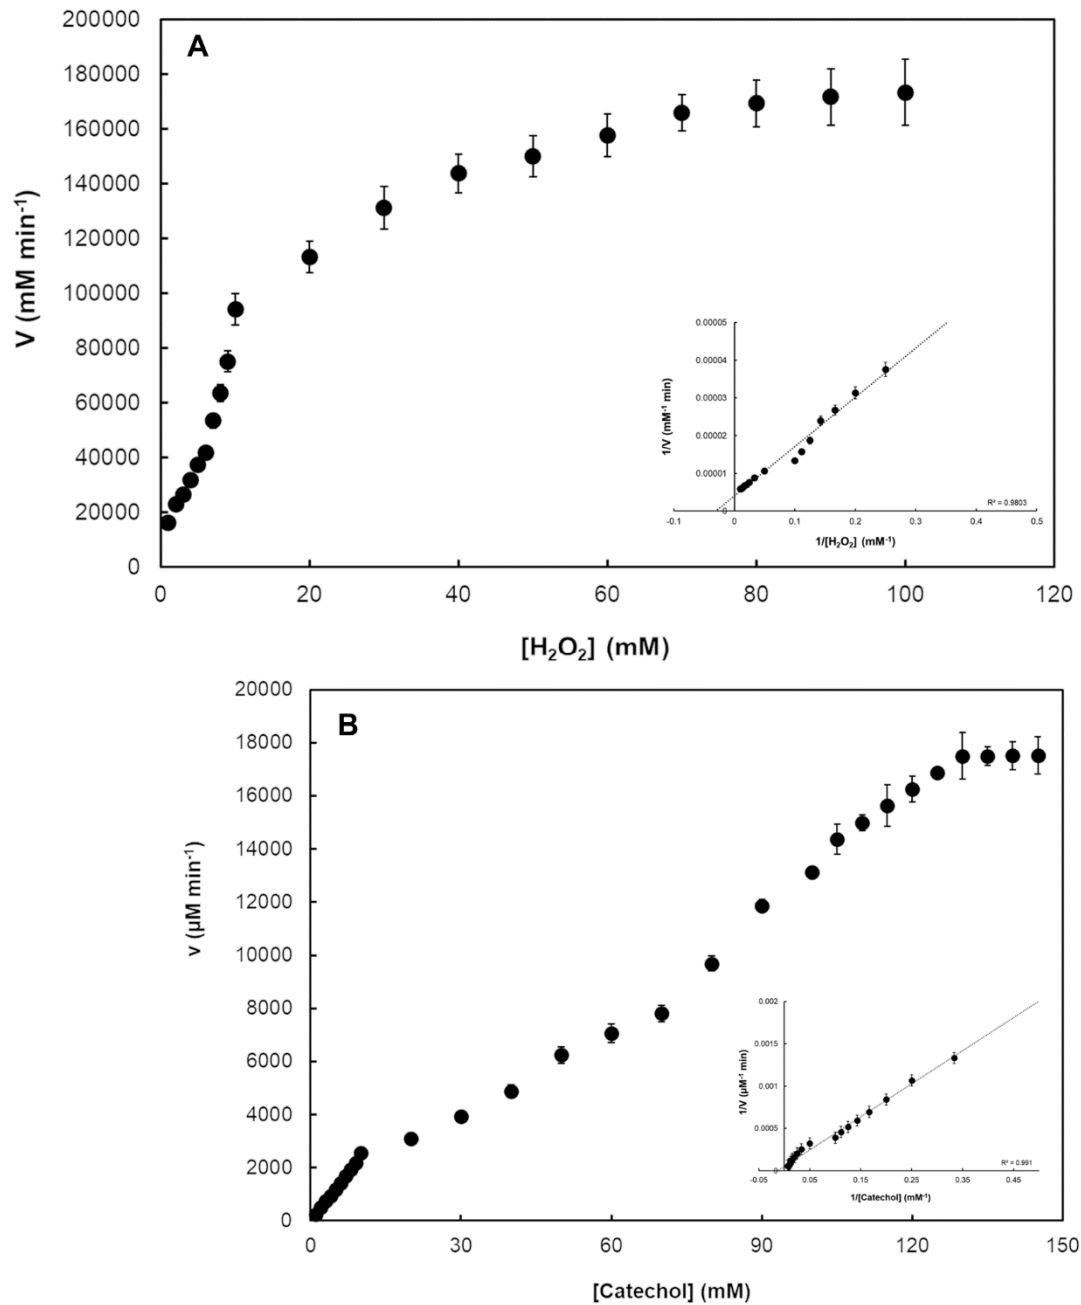 A
200000
180000
160000
140000
120000
100000
80000
60000
40000
20000
0
V (mM min⁻¹)
0 20 40 60 80 100 120
[H₂O₂] (mM)
0.00005
0.00004
0.00003
0.00002
0.00001
0
1/V (mM⁻¹ min)
R² = 0.9803
-0.1 0 0.1 0.2 0.3 0.4 0.5
1/[H₂O₂] (mM⁻¹)
B
20000
18000
16000
14000
12000
10000
8000
6000
4000
2000
0
v (µM min⁻¹)
0 30 60 90 120 150
[Catechol] (mM)
0.002
0.0015
0.001
0.0005
0
1/V (µM⁻¹ min)
R² = 0.991
-0.05 0.05 0.15 0.25 0.35 0.45
1/[Catechol] (mM⁻¹)